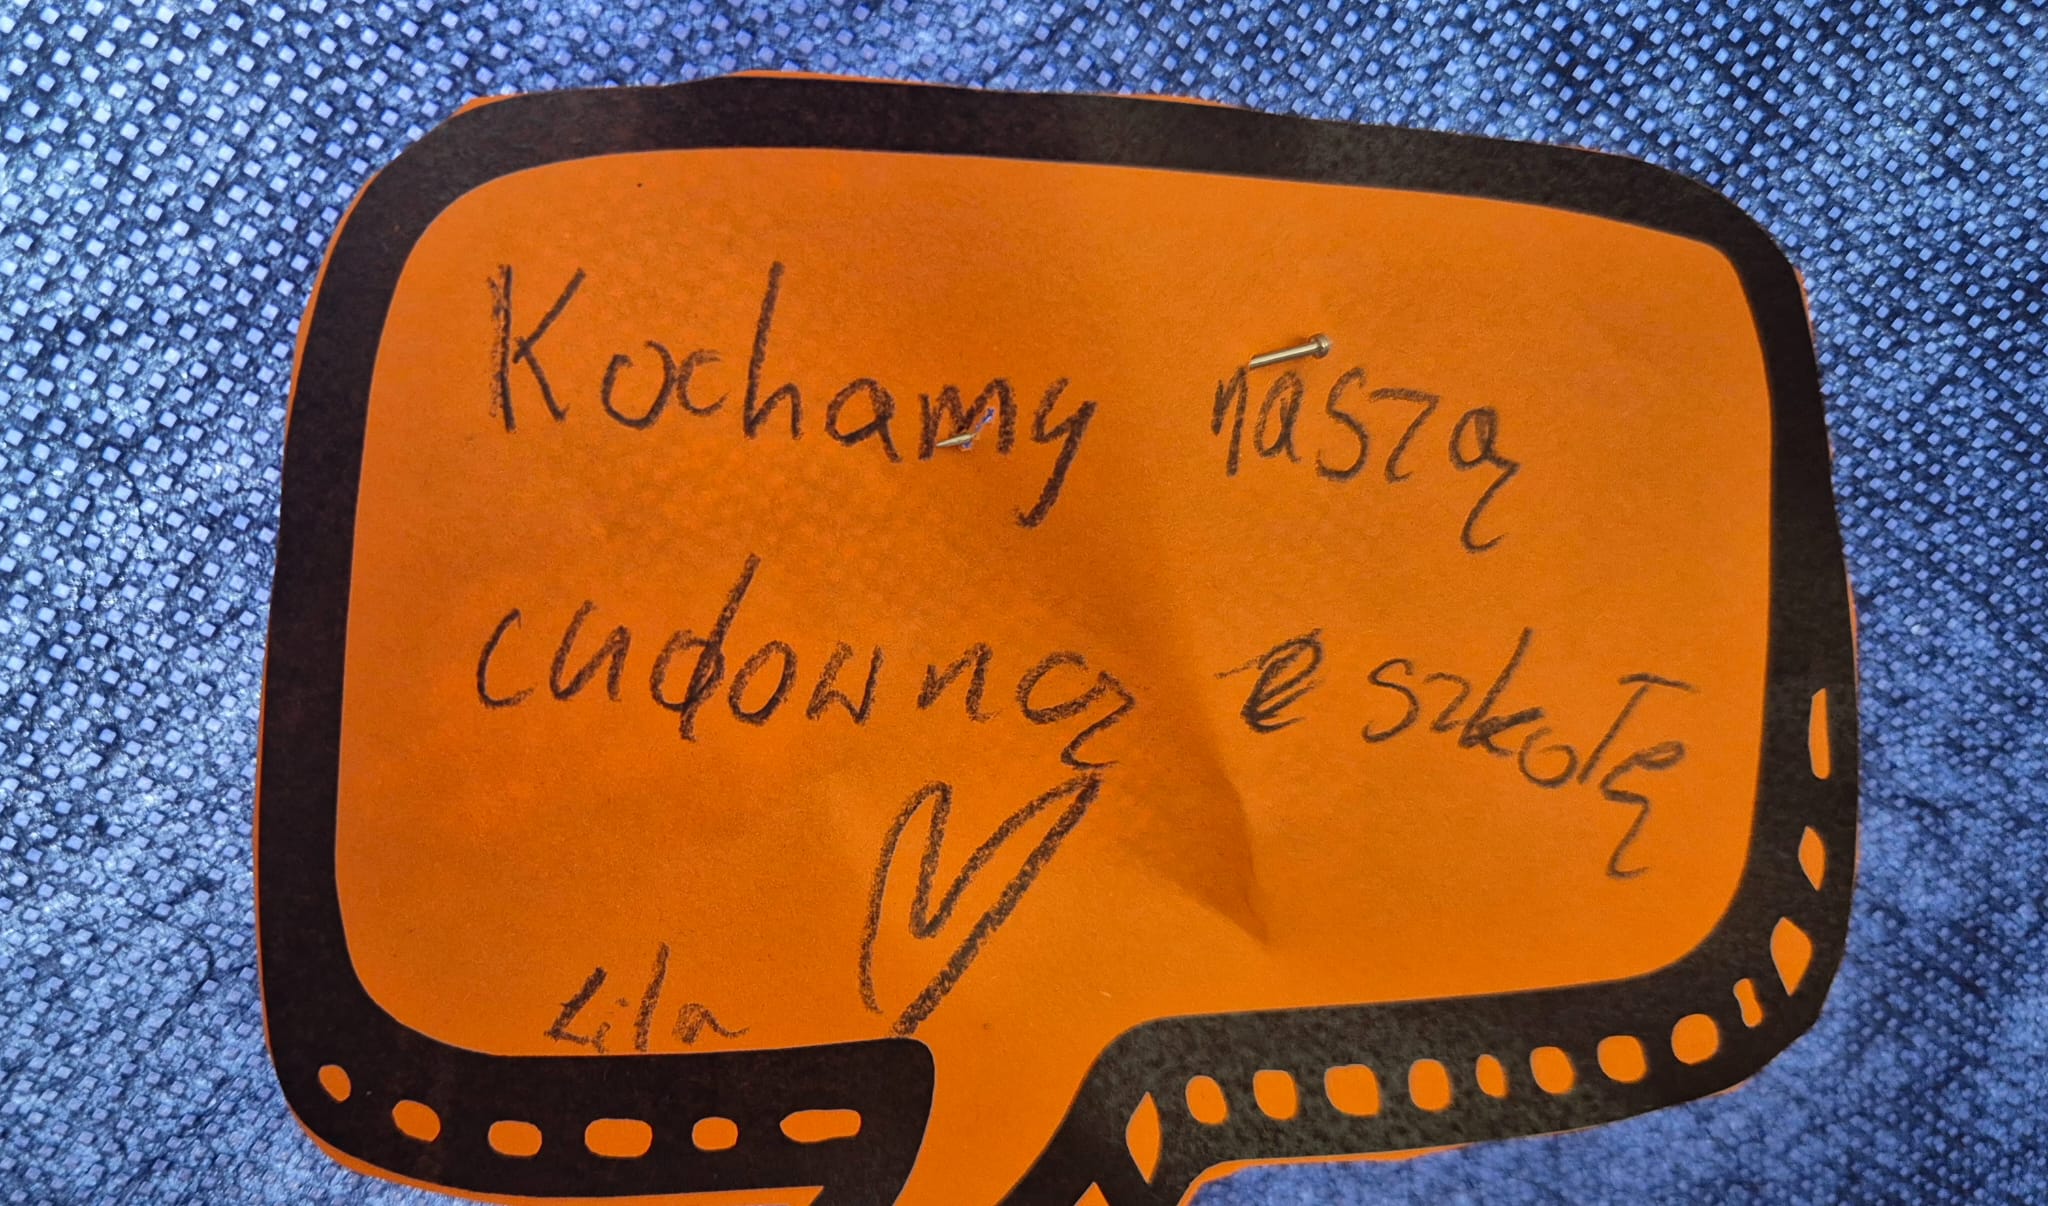 Kochamy naszą
cudowną szkołę
Lila